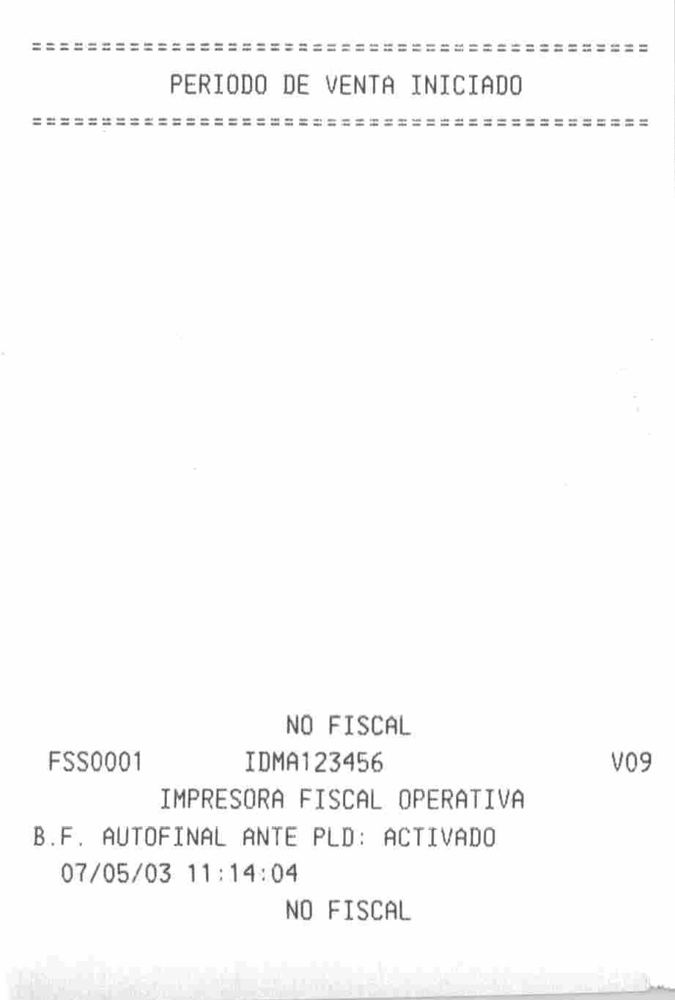 ============================================
PERIODO DE VENTA INICIADO
============================================
NO FISCAL
FSS0001 IDMA123456 V09
IMPRESORA FISCAL OPERATIVA
B.F. AUTOFINAL ANTE PLD: ACTIVADO
07/05/03 11:14:04
NO FISCAL